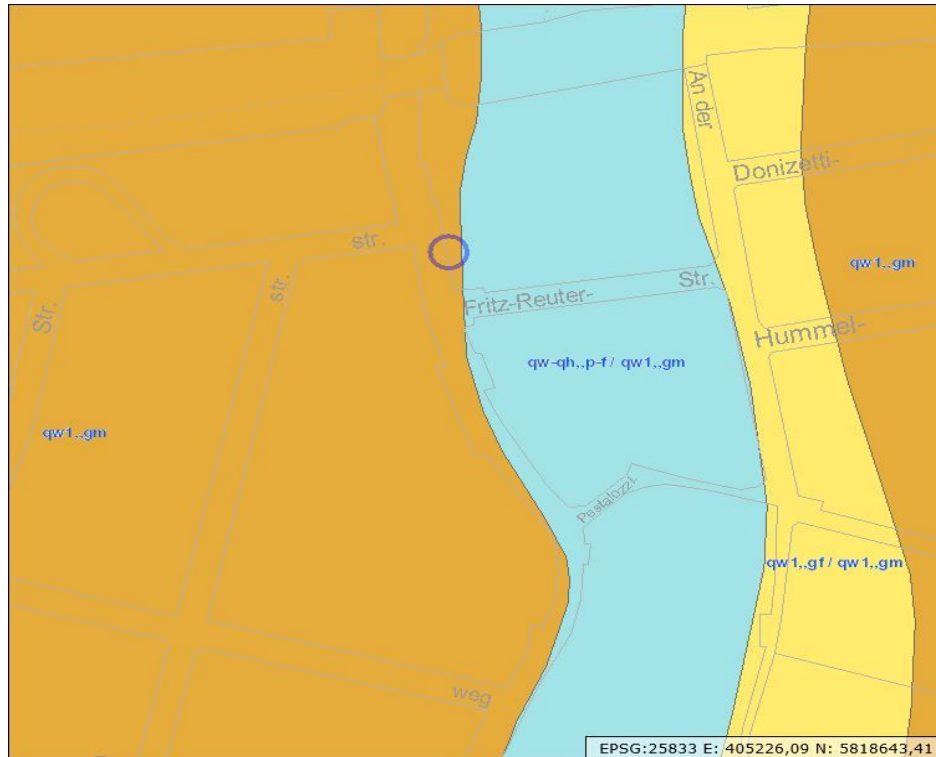 An der
Donizetti-
str.
str.
Str.
Fritz-Reuter-
Str.
Hummel-
qw1,,gm
qw-qh,,p-f / qw1,,gm
qw1,,gm
Pestalozzi-
qw1,,gf / qw1,,gm
weg
EPSG:25833 E: 405226,09 N: 5818643,41